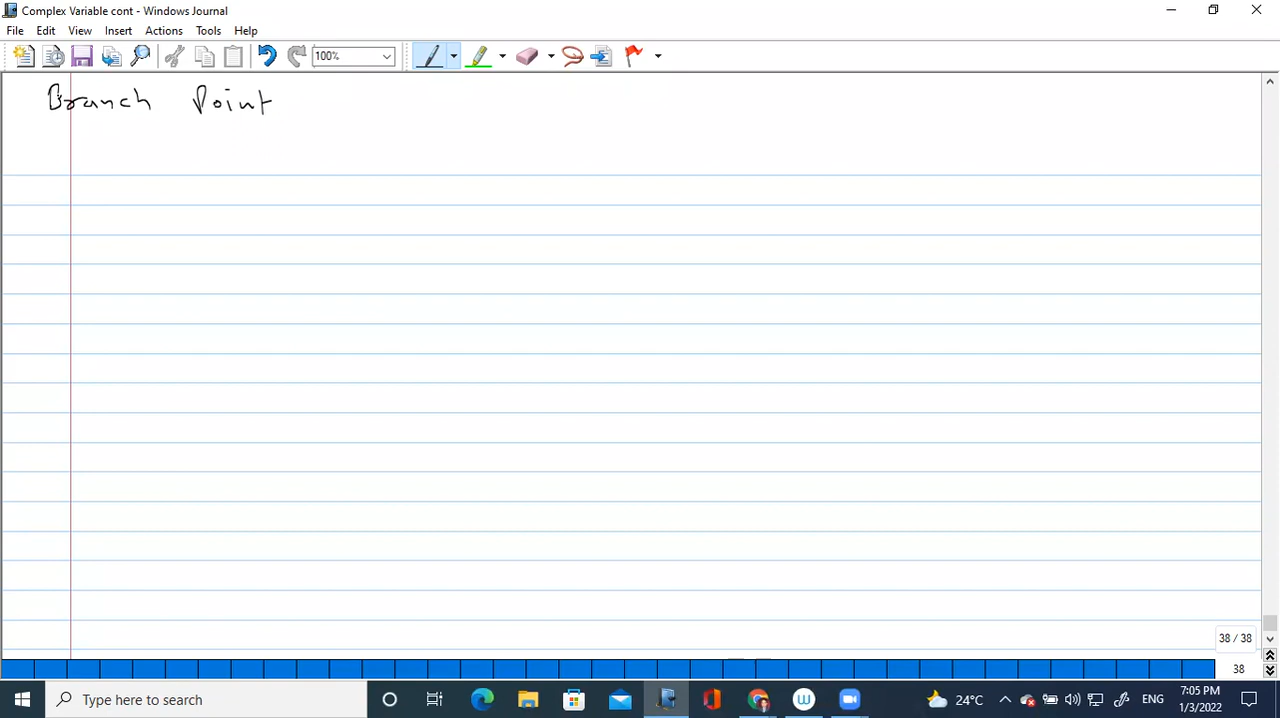 Complex Variable cont - Windows Journal
File Edit View Insert Actions Tools Help
100%
Branch Point
38 / 38
38
Type here to search
24°C
ENG
7:05 PM
1/3/2022